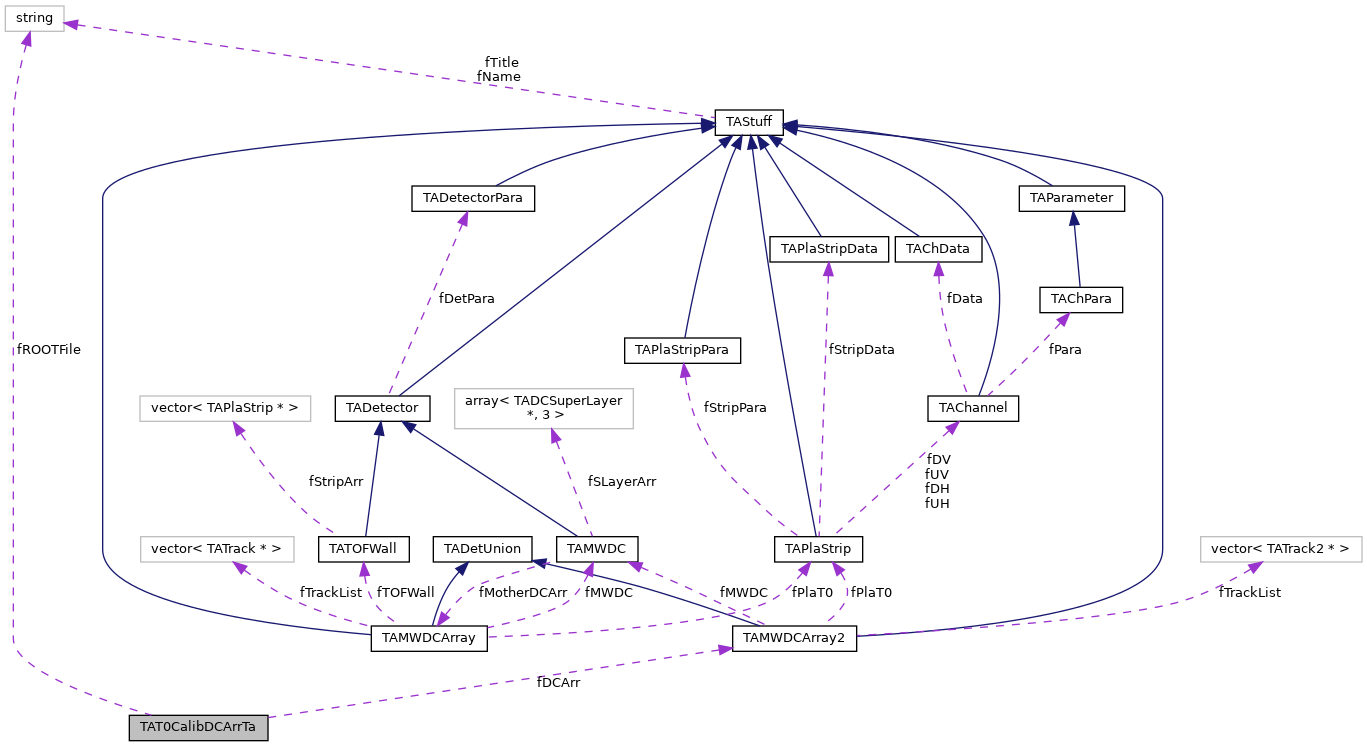 string
fTitle
fName
TAStuff
TADetectorPara
TAParameter
TAPlaStripData
TAChData
fDetPara
fData
TAChPara
fROOTFile
TAPlaStripPara
fStripData
fPara
vector< TAPlaStrip * >
TADetector
array< TADCSuperLayer
*, 3 >
fStripPara
TAChannel
fStripArr
fSLayerArr
fDV
fUV
fDH
fUH
vector< TATrack * >
TATOFWall
TADetUnion
TAMWDC
TAPlaStrip
vector< TATrack2 * >
fTrackList
fTOFWall
fMotherDCArr
fMWDC
fMWDC
fPlaT0
fPlaT0
fTrackList
TAMWDCArray
TAMWDCArray2
fDCArr
TAT0CalibDCArrTa